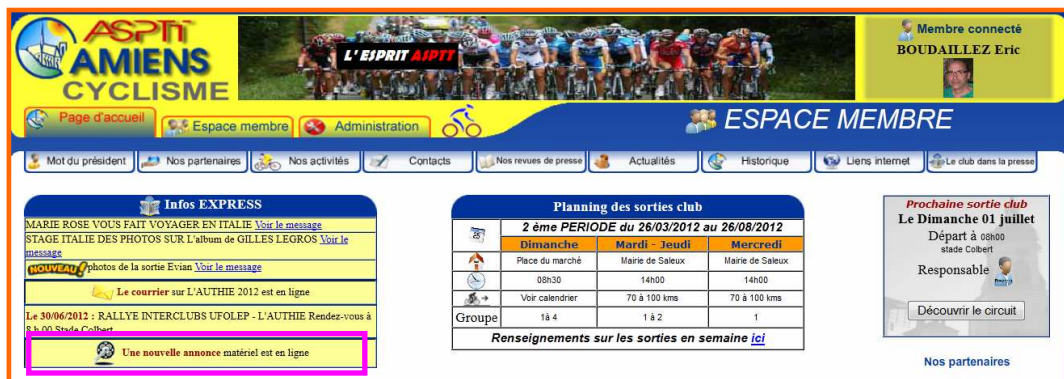 ASPTT
AMIENS
CYCLISME
L'ESPRIT ASPTT
Membre connecté
BOUDAILLEZ Eric
Page d'accueil
Espace membre
Administration
ESPACE MEMBRE
Mot du président
Nos partenaires
Nos activités
Contacts
Nos revues de presse
Actualités
Historique
Liens internet
Le club dans la presse
Infos EXPRESS
MARIE ROSE VOUS FAIT VOYAGER EN ITALIE Voir le message
STAGE ITALIE DES PHOTOS SUR L'album de GILLES LEGROS Voir le
message
NOUVEAU ! photos de la sortie Evian Voir le message
Le courrier sur L'AUTHIE 2012 est en ligne
Le 30/06/2012 : RALLYE INTERCLUBS UFOLEP - L'AUTHIE Rendez-vous à
8 h 00 Stade Colbert
Une nouvelle annonce matériel est en ligne
Planning des sorties club
2 ème PERIODE du 26/03/2012 au 26/08/2012
Dimanche Mardi - Jeudi Mercredi
Place du marché Mairie de Saleux Mairie de Saleux
08h30 14h00 14h00
Voir calendrier 70 à 100 kms 70 à 100 kms
Groupe 1à 4 1 à 2 1
Renseignements sur les sorties en semaine ici
Prochaine sortie club
Le Dimanche 01 juillet
Départ à 08H00
stade Colbert
Responsable
Découvrir le circuit
Nos partenaires